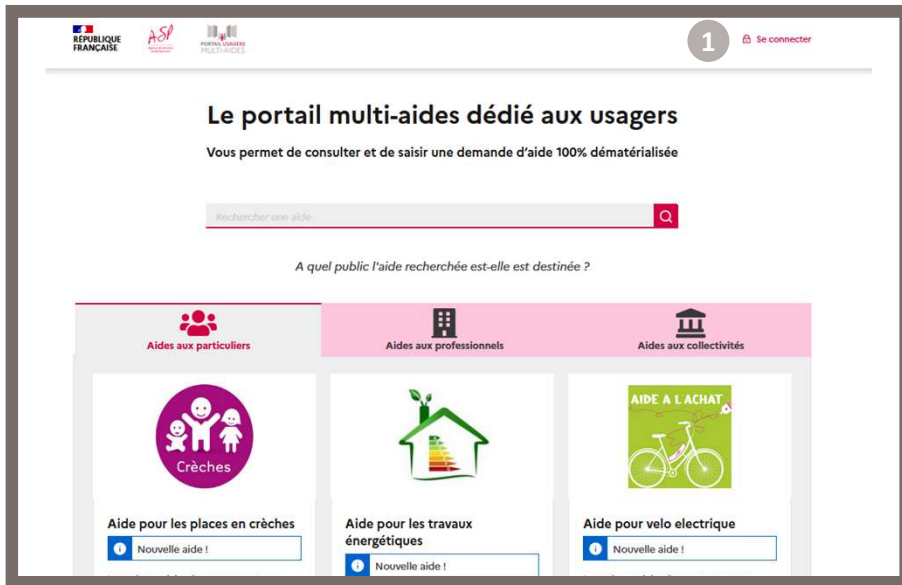 RÉPUBLIQUE
FRANÇAISE
ASP
PORTAIL USAGERS
MULTI-AIDES
1
Se connecter
Le portail multi-aides dédié aux usagers
Vous permet de consulter et de saisir une demande d'aide 100% dématérialisée
Rechercher une aide
A quel public l'aide recherchée est-elle est destinée ?
Aides aux particuliers
Aides aux professionnels
Aides aux collectivités
Crèches
AIDE A L'ACHAT
Aide pour les places en crèches
Nouvelle aide !
Aide pour les travaux
énergétiques
Nouvelle aide !
Aide pour velo electrique
Nouvelle aide !